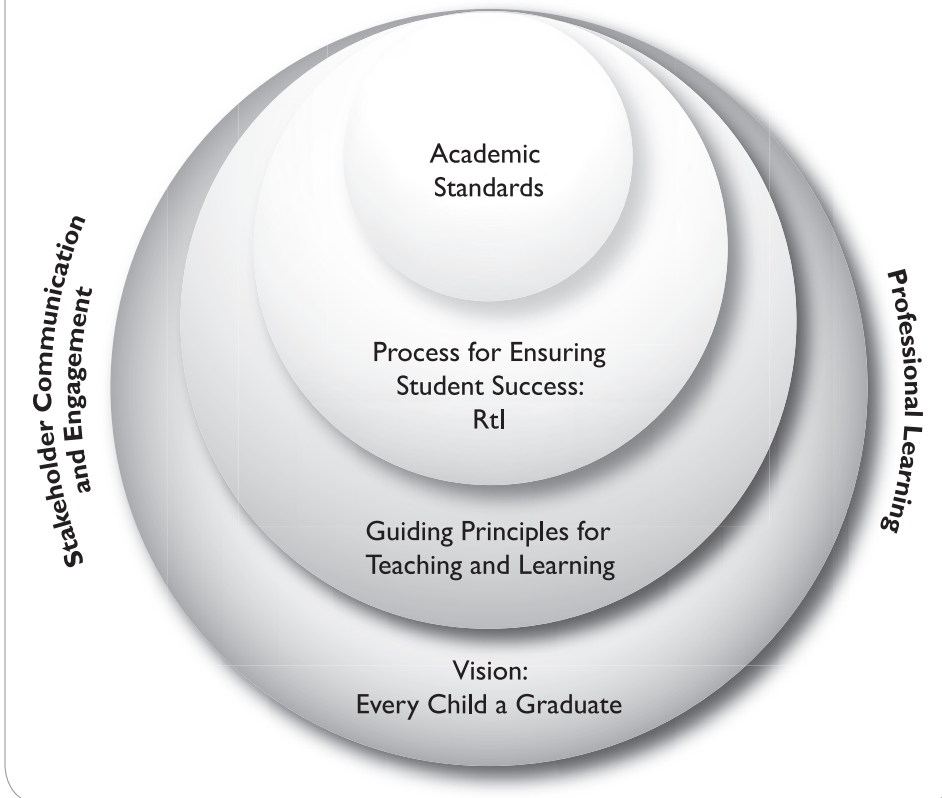 Academic
Standards
Process for Ensuring
Student Success:
RtI
Guiding Principles for
Teaching and Learning
Vision:
Every Child a Graduate
Stakeholder Communication
and Engagement
Professional Learning